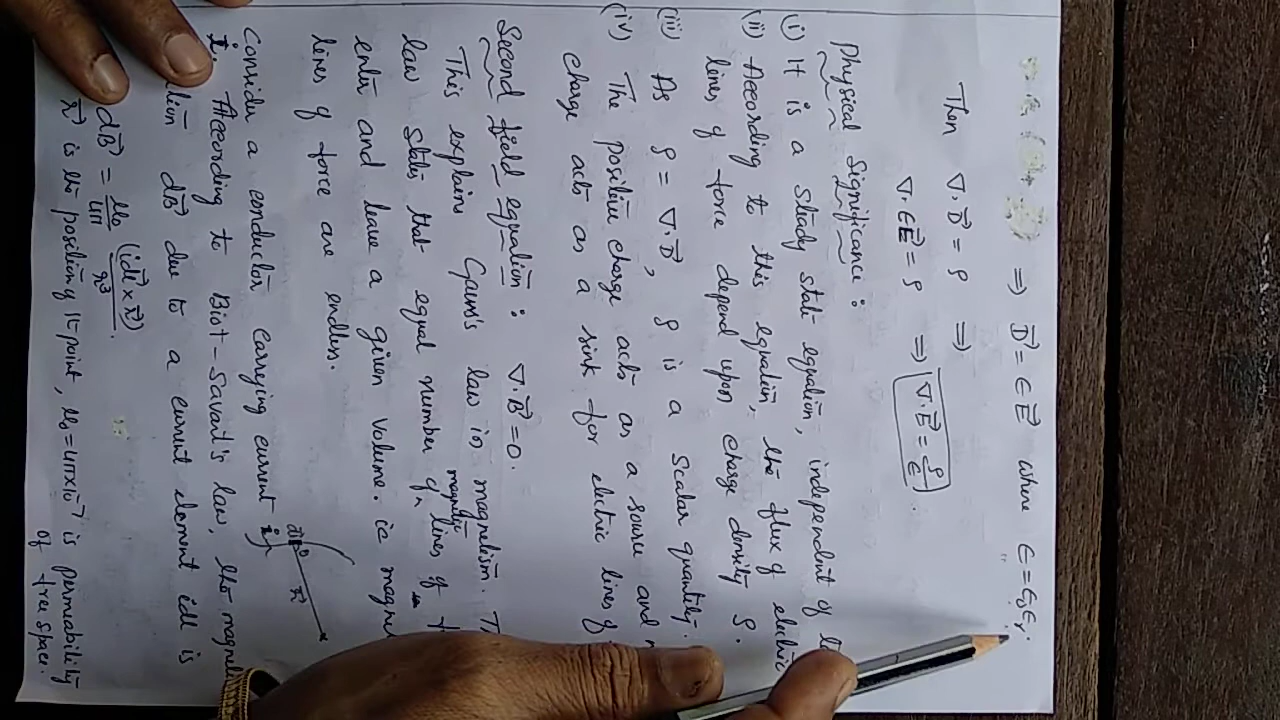 ⇒ D⃗ = ∈E⃗ where ∈ = ∈₀∈ᵣ.
Then ∇·D⃗ = ρ ⇒
∇·∈E⃗ = ρ ⇒ ∇·E⃗ = ρ/∈
Physical Significance :
(i) It is a steady state equation, independent of
(ii) According to this equation, the flux of electric
lines of force depend upon charge density ρ.
(iii) As ρ = ∇·D⃗, ρ is a scalar quantity.
(iv) The positive charge acts as a source and
charge acts as a sink for electric lines of
Second field equation : ∇·B⃗ = 0.
This explains Gauss's law in magnetism.
law states that equal number of magnetic lines of
enter and leave a given volume. ie
lines of force are endless.
Consider a conductor carrying current i.
According to Biot-Savart's law, the
dB⃗ due to a current element idl is
dl⃗
r⃗
dB⃗ = μ₀/4π (idl⃗ × r⃗)/r³.
r⃗ is the position of point, μ₀ = 4π×10⁻⁷ is permeability
of free space.